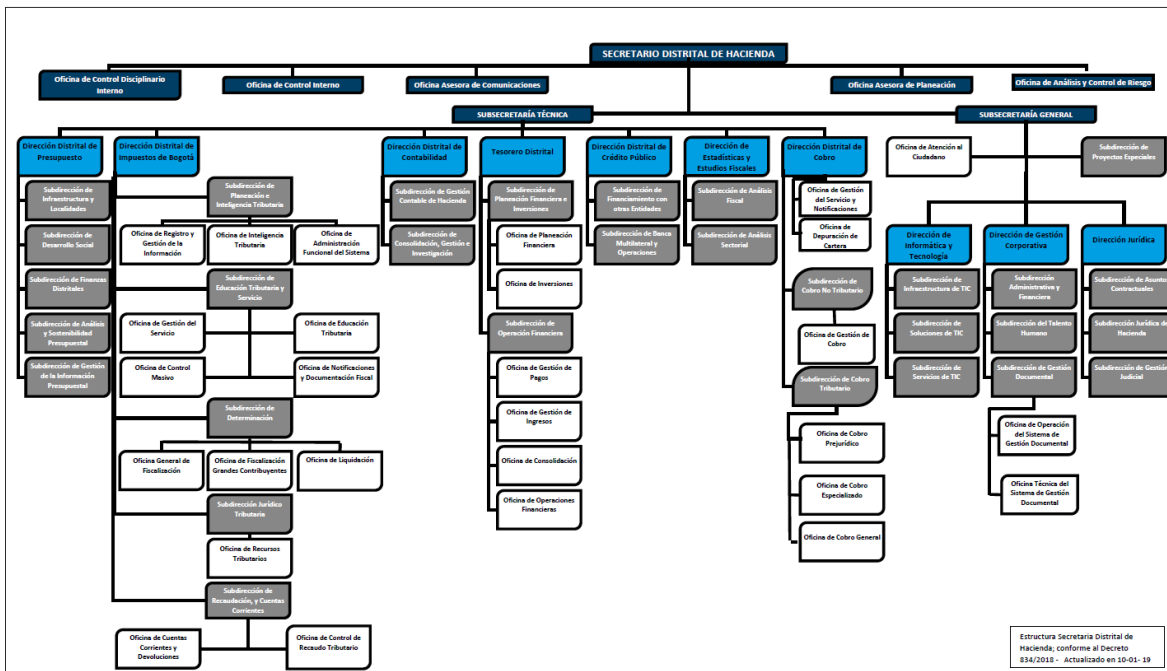 SECRETARIO DISTRITAL DE HACIENDA
Oficina de Control Disciplinario
Interno
Oficina de Control Interno
Oficina Asesora de Comunicaciones
Oficina Asesora de Planeación
Oficina de Análisis y Control de Riesgo
SUBSECRETARÍA TÉCNICA
SUBSECRETARÍA GENERAL
Dirección Distrital de
Presupuesto
Subdirección de
Infraestructura y
Localidades
Subdirección de
Desarrollo Social
Subdirección de Finanzas
Distritales
Subdirección de Análisis
y Sostenibilidad
Presupuestal
Subdirección de Gestión
de la Información
Presupuestal
Dirección Distrital de
Impuestos de Bogotá
Subdirección de
Planeación e
Inteligencia Tributaria
Oficina de Registro y
Gestión de la
Información
Oficina de Inteligencia
Tributaria
Oficina de
Administración
Funcional del Sistema
Subdirección de
Educación Tributaria y
Servicio
Oficina de Gestión del
Servicio
Oficina de Educación
Tributaria
Oficina de Control
Masivo
Oficina de Notificaciones
y Documentación Fiscal
Subdirección de
Determinación
Oficina General de
Fiscalización
Oficina de Fiscalización
Grandes Contribuyentes
Oficina de Liquidación
Subdirección Jurídico
Tributaria
Oficina de Recursos
Tributarios
Subdirección de
Recaudación, y Cuentas
Corrientes
Oficina de Cuentas
Corrientes y
Devoluciones
Oficina de Control de
Recaudo Tributario
Dirección Distrital de
Contabilidad
Subdirección de Gestión
Contable de Hacienda
Subdirección de
Consolidación, Gestión e
Investigación
Tesorero Distrital
Subdirección de
Planeación Financiera e
Inversiones
Oficina de Planeación
Financiera
Oficina de Inversiones
Subdirección de
Operación Financiera
Oficina de Gestión de
Pagos
Oficina de Gestión de
Ingresos
Oficina de Consolidación
Oficina de Operaciones
Financieras
Dirección Distrital de
Crédito Público
Subdirección de
Financiamiento con
otras Entidades
Subdirección de Banca
Multilateral y
Operaciones
Dirección de
Estadísticas y
Estudios Fiscales
Subdirección de Análisis
Fiscal
Subdirección de Análisis
Sectorial
Dirección Distrital de
Cobro
Oficina de Gestión
del Servicio y
Notificaciones
Oficina de
Depuración de
Cartera
Subdirección de
Cobro No Tributario
Oficina de Gestión de
Cobro
Subdirección de Cobro
Tributario
Oficina de Cobro
Prejurídico
Oficina de Cobro
Especializado
Oficina de Cobro General
Oficina de Atención al
Ciudadano
Subdirección de
Proyectos Especiales
Dirección de
Informática y
Tecnología
Subdirección de
Infraestructura de TIC
Subdirección de
Soluciones de TIC
Subdirección de
Servicios de TIC
Dirección de Gestión
Corporativa
Subdirección
Administrativa y
Financiera
Subdirección del Talento
Humano
Subdirección de Gestión
Documental
Oficina de Operación
del Sistema de
Gestión Documental
Oficina Técnica del
Sistema de Gestión
Documental
Dirección Jurídica
Subdirección de Asuntos
Contractuales
Subdirección Jurídica de
Hacienda
Subdirección de Gestión
Judicial
Estructura Secretaria Distrital de
Hacienda; conforme al Decreto
834/2018 - Actualizado en 10-01- 19